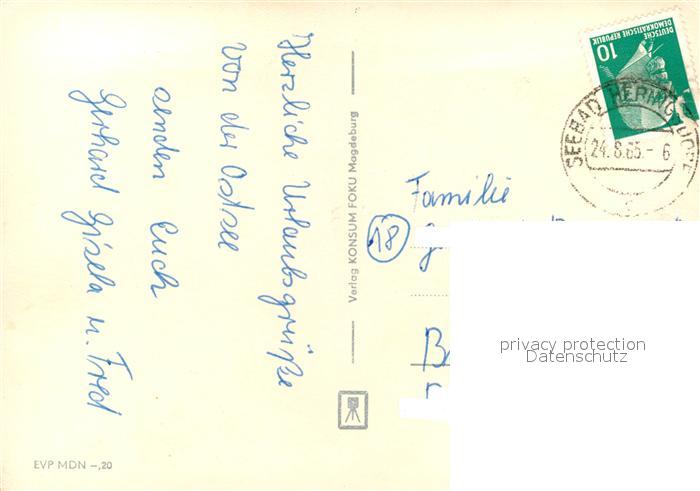 Herzliche Urlaubsgrüße
von der Ostsee
senden Euch
Gerhard Gisela u. Fred
EVP MDN –,20
Verlag KONSUM FOKU Magdeburg
DEUTSCHE
DEMOKRATISCHE REPUBLIK
10
SEEBAD HERINGSDORF
24.8.65.- 6
Familie
18
privacy protection
Datenschutz